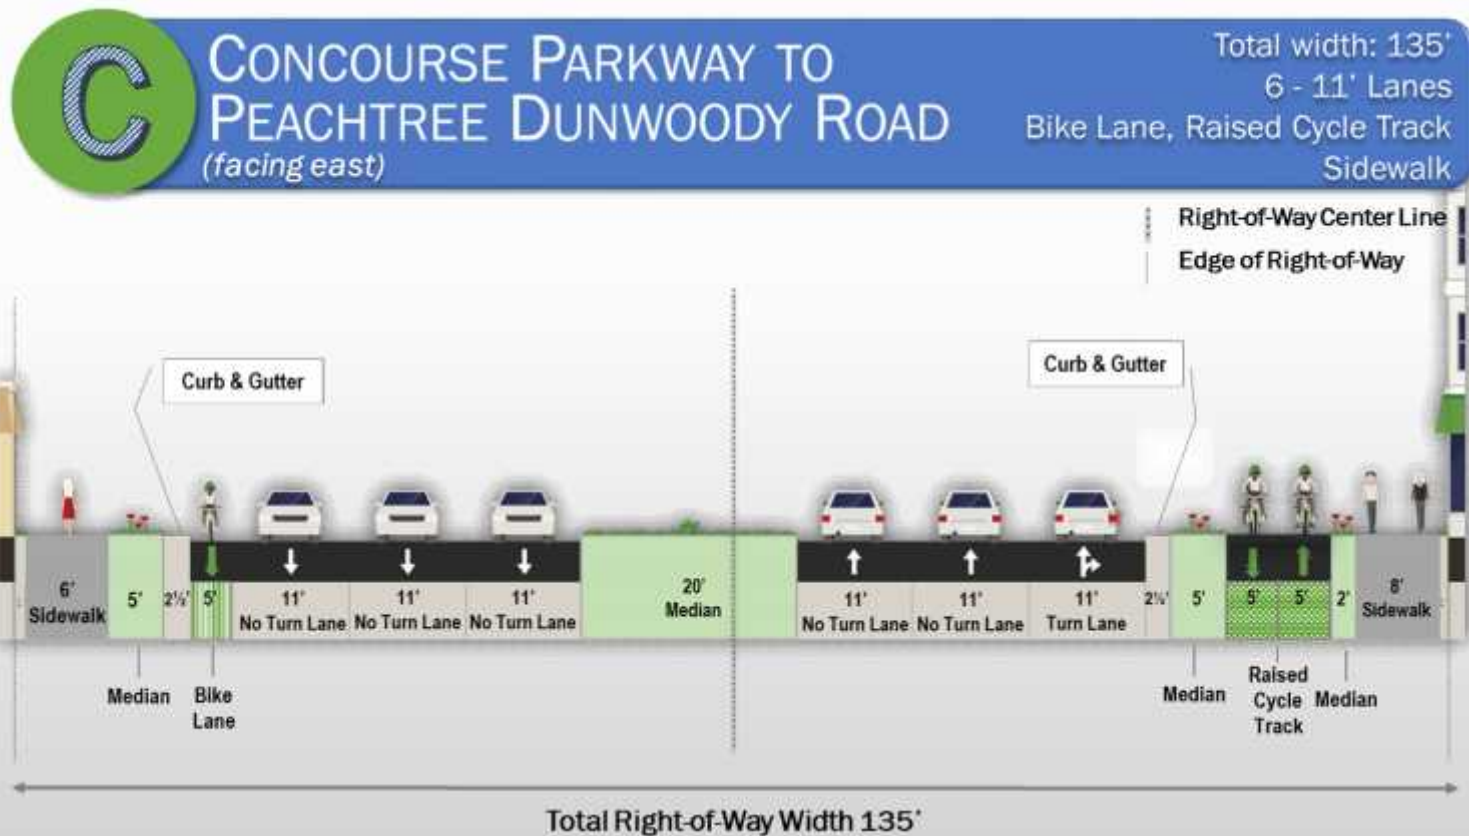 C
CONCOURSE PARKWAY TO
PEACHTREE DUNWOODY ROAD
(facing east)
Total width: 135'
6 - 11' Lanes
Bike Lane, Raised Cycle Track
Sidewalk
Right-of-Way Center Line
Edge of Right-of-Way
Curb & Gutter
Curb & Gutter
6'
Sidewalk
5'
2½'
5'
11'
No Turn Lane
11'
No Turn Lane
11'
No Turn Lane
20'
Median
11'
No Turn Lane
11'
No Turn Lane
11'
Turn Lane
2½'
5'
5'
5'
2'
8'
Sidewalk
Median
Bike
Lane
Median
Raised
Cycle
Track
Median
Total Right-of-Way Width 135'